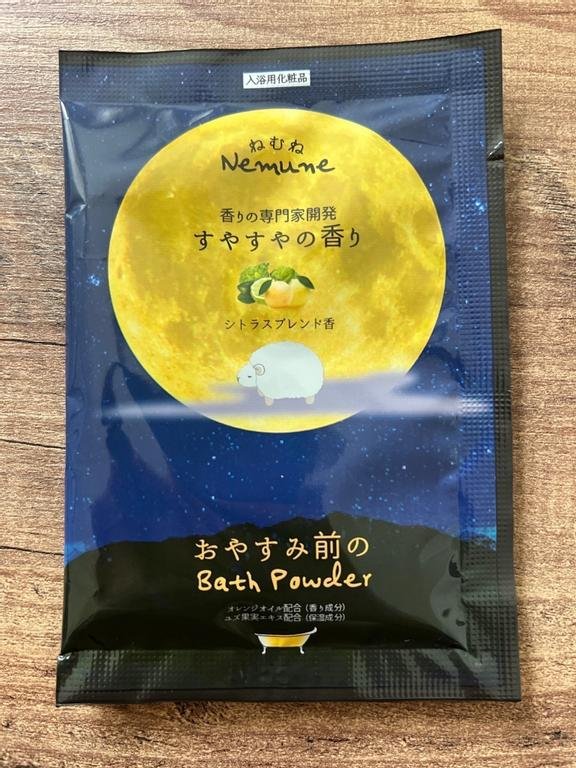 入浴用化粧品
ねむね
Nemune
香りの専門家開発
すやすやの香り
シトラスブレンド香
おやすみ前の
Bath Powder
オレンジオイル配合(香り成分)
ユズ果実エキス配合(保湿成分)